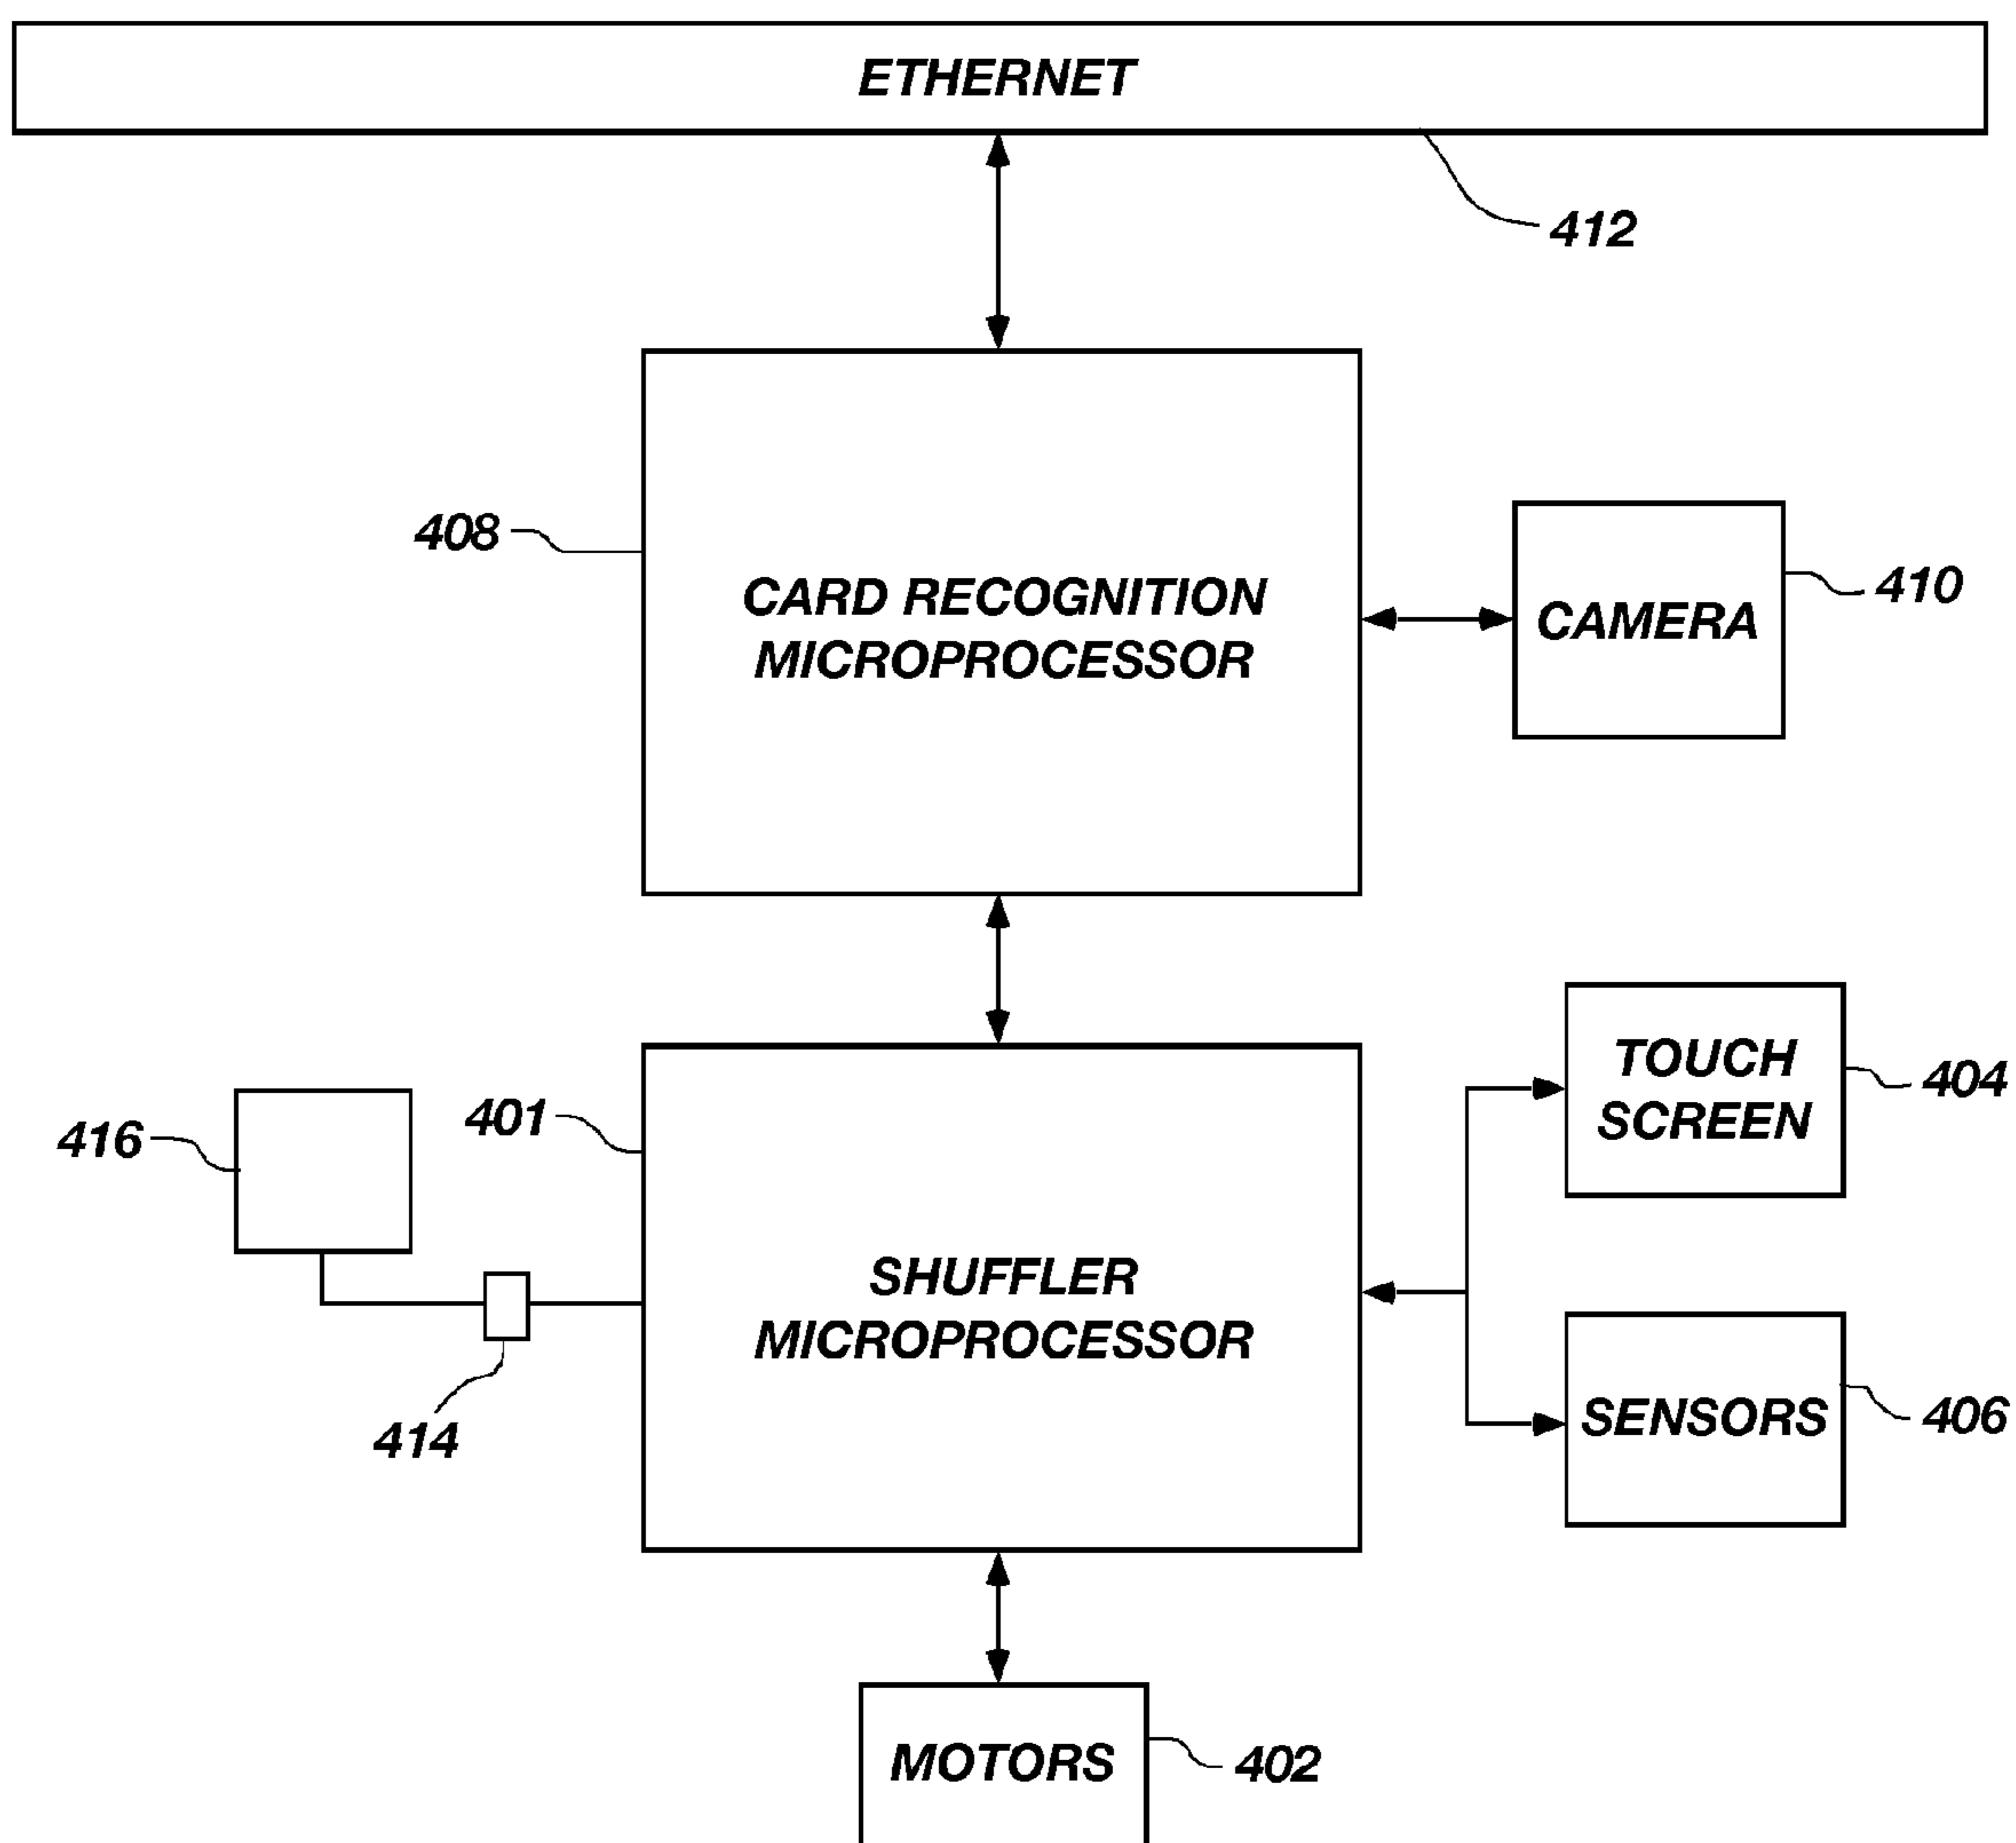 ETHERNET
412
408
CARD RECOGNITION
MICROPROCESSOR
CAMERA
410
TOUCH
SCREEN
404
416
401
SHUFFLER
MICROPROCESSOR
414
SENSORS
406
MOTORS
402